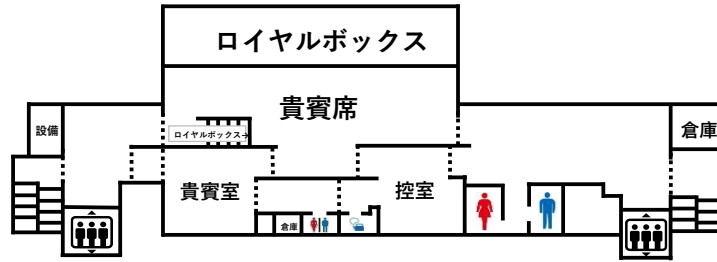 ロイヤルボックス
貴賓席
設備
ロイヤルボックス→
倉庫
貴賓室
控室
倉庫